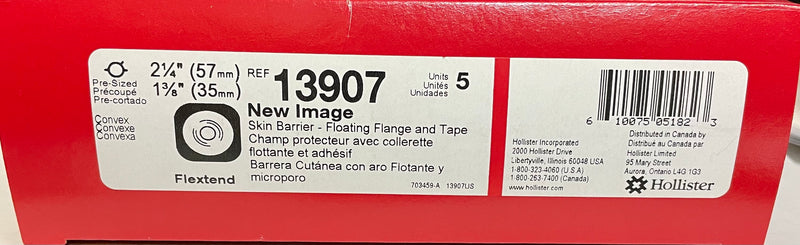 2¼" (57mm)
Pre-Sized
Précoupé
Pre-cortado
1⅜" (35mm)
REF 13907
Units
Unités
Unidades
5
Convex
Convexe
Convexa
Flextend
New Image
Skin Barrier - Floating Flange and Tape
Champ protecteur avec collerette
flottante et adhésif
Barrera Cutánea con aro Flotante y
microporo
703459-A 13907US
6 10075 05182 3
Hollister Incorporated
2000 Hollister Drive
Libertyville, Illinois 60048 USA
1-800-323-4060 (U.S.A)
1-800-263-7400 (Canada)
www.hollister.com
Distributed in Canada by
Distribué au Canada par
Hollister Limited
95 Mary Street
Aurora, Ontario L4G 1G3
Hollister